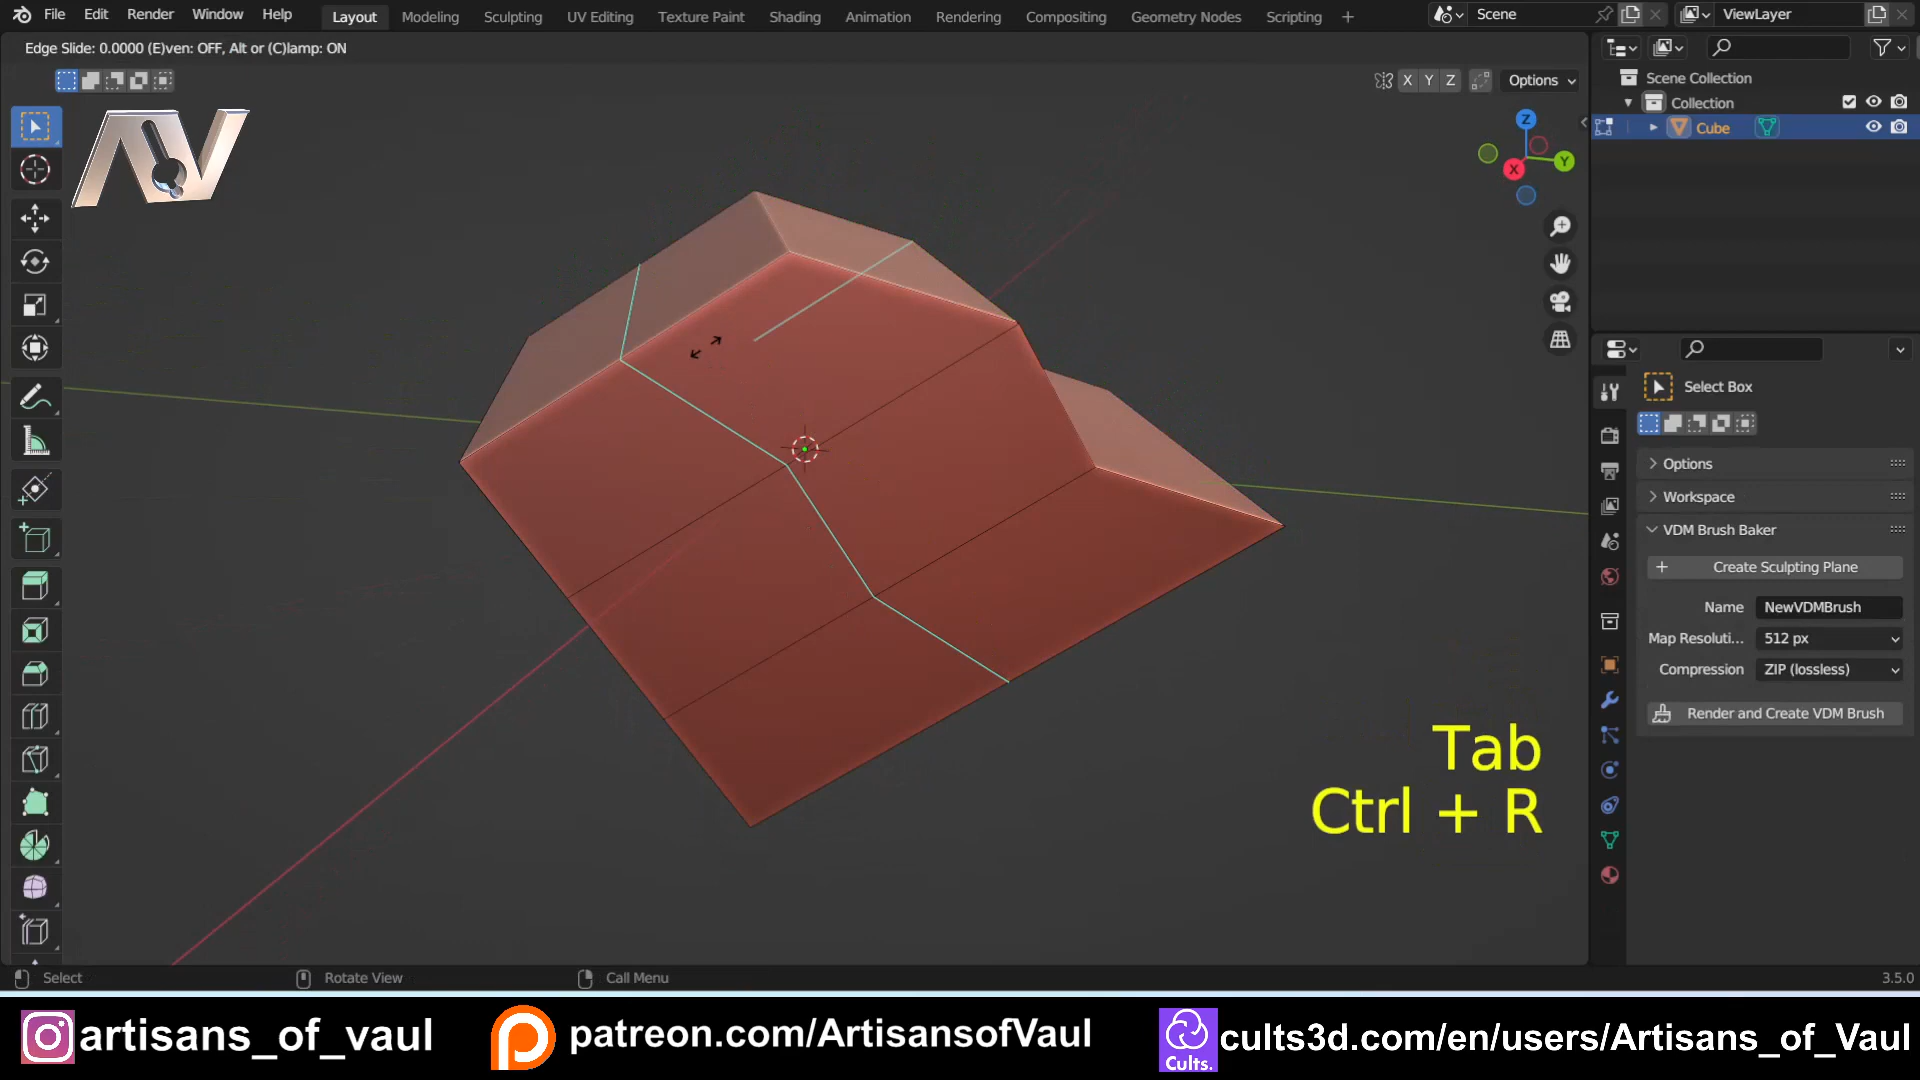 File Edit Render Window Help Layout Modeling Sculpting UV Editing Texture Paint Shading Animation Rendering Compositing Geometry Nodes Scripting + Scene ViewLayer
Edge Slide: 0.0000 (E)ven: OFF, Alt or (C)lamp: ON
X Y Z Options
Scene Collection
Collection
Cube
Z
Y
X
AV
Select Box
Options
Workspace
VDM Brush Baker
Create Sculpting Plane
Name NewVDMBrush
Map Resoluti... 512 px
Compression ZIP (lossless)
Render and Create VDM Brush
Tab
Ctrl + R
Select Rotate View Call Menu 3.5.0
artisans_of_vaul patreon.com/ArtisansofVaul Cults. cults3d.com/en/users/Artisans_of_Vaul